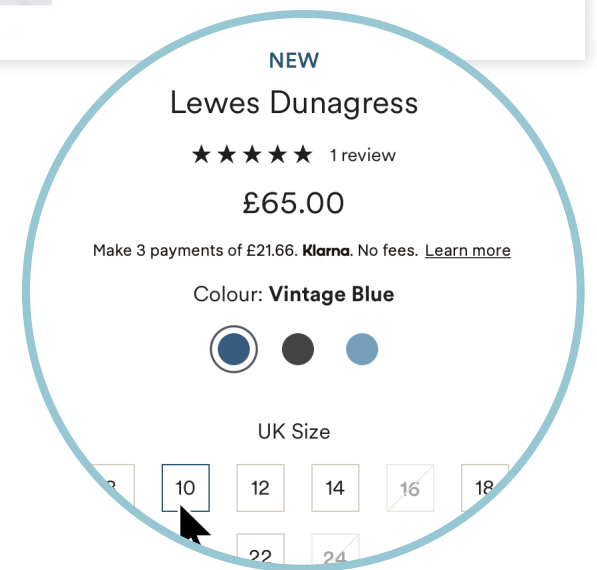 NEW
Lewes Dunagress
1 review
£65.00
Make 3 payments of £21.66. Klarna. No fees. Learn more
Colour: Vintage Blue
UK Size
10 12 14 16 18
22 24